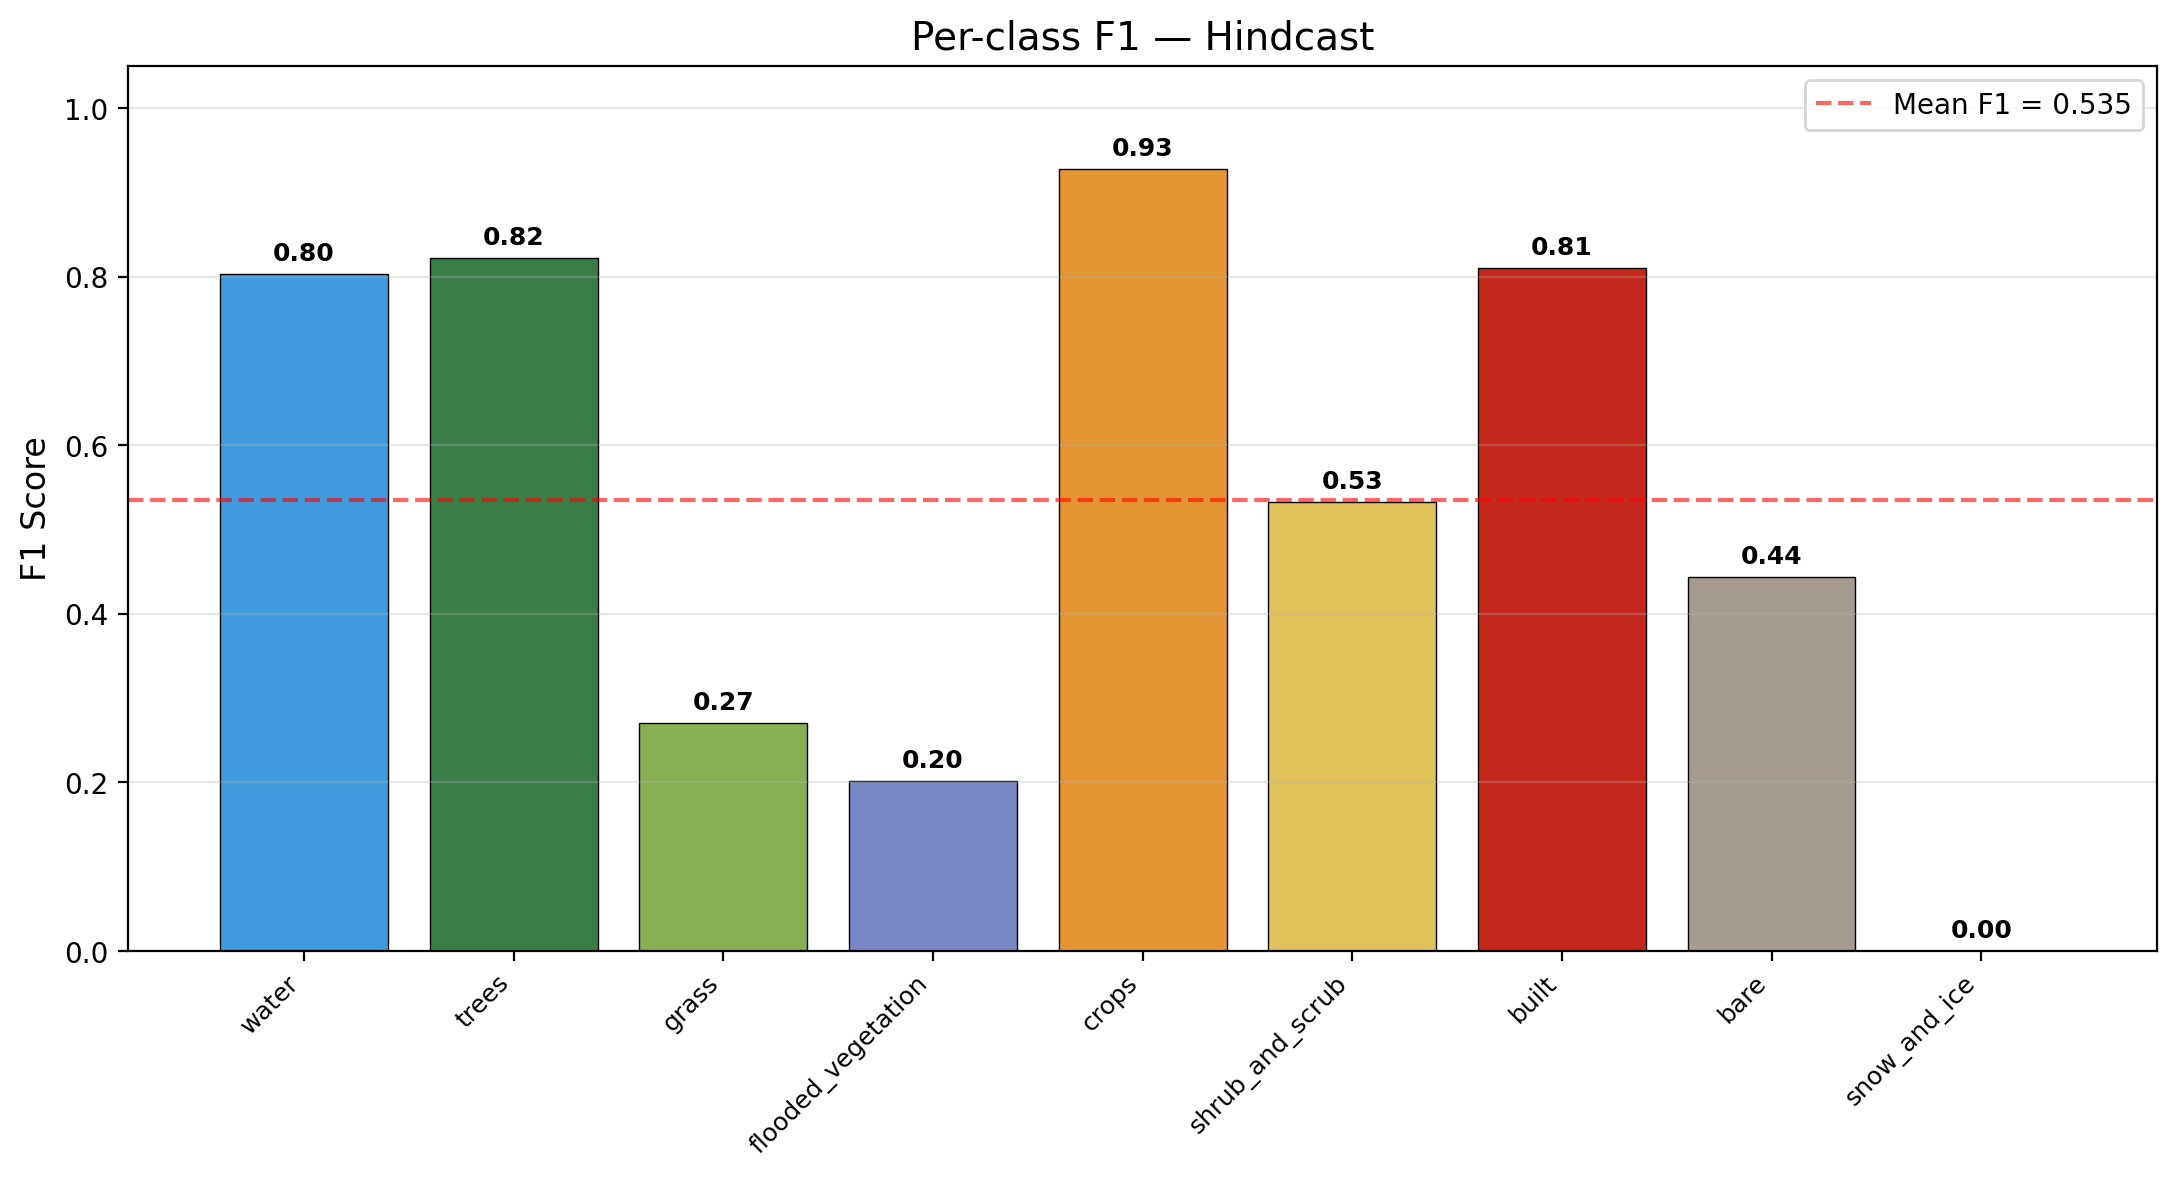 Per-class F1 — Hindcast
Mean F1 = 0.535
F1 Score
1.0
0.8
0.6
0.4
0.2
0.0
0.80
0.82
0.27
0.20
0.93
0.53
0.81
0.44
0.00
water
trees
grass
flooded_vegetation
crops
shrub_and_scrub
built
bare
snow_and_ice